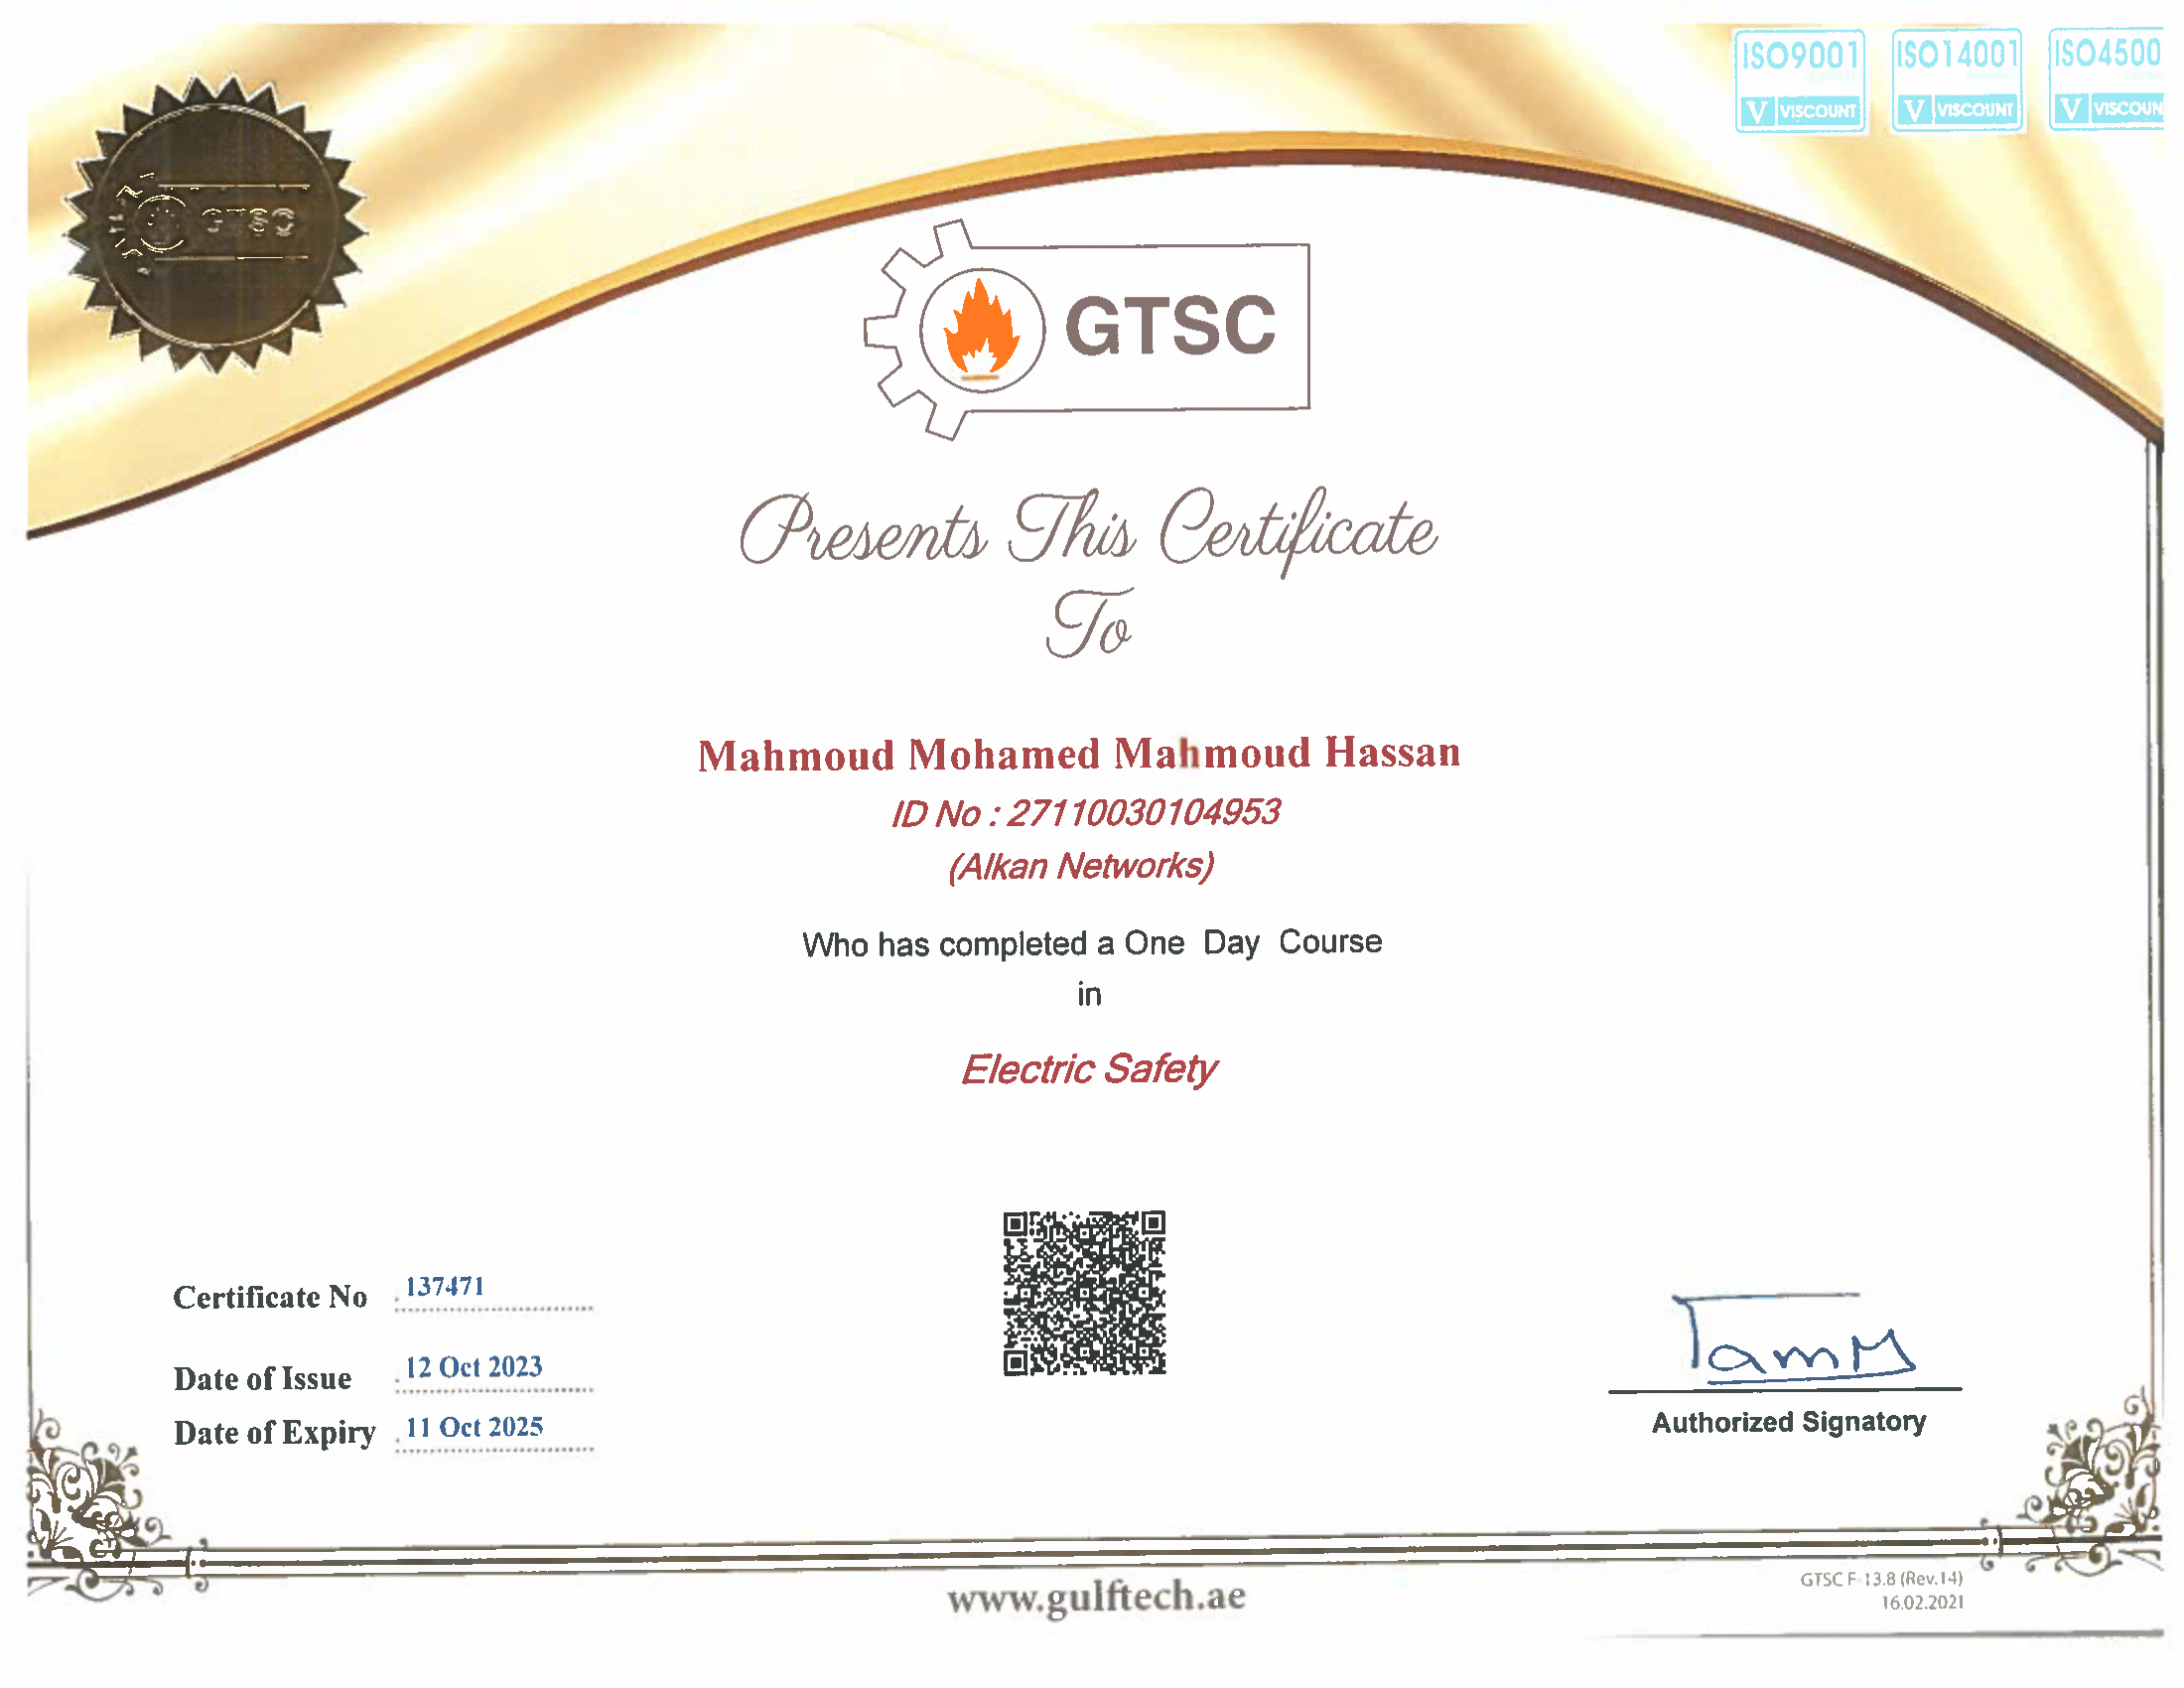 ISO9001 ISO14001 ISO4500
V VISCOUNT V VISCOUNT V VISCOUN
GTSC
GTSC
Presents This Certificate
To
Mahmoud Mohamed Mahmoud Hassan
ID No : 27110030104953
(Alkan Networks)
Who has completed a One Day Course
in
Electric Safety
Certificate No 137471
Date of Issue 12 Oct 2023
Date of Expiry 11 Oct 2025
TamM
Authorized Signatory
www.gulftech.ae
GTSC F-13.8 (Rev.14)
16.02.2021